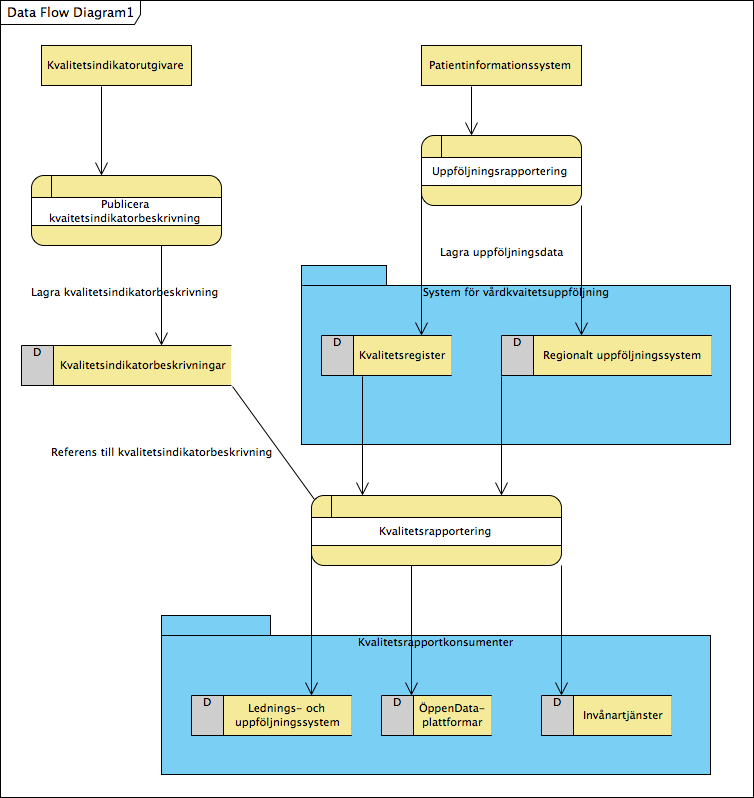 Data Flow Diagram1
Kvalitetsindikatorutgivare
Patientinformationssystem
Uppföljningsrapportering
Publicera
kvaitetsindikatorbeskrivning
Lagra uppföljningsdata
Lagra kvalitetsindikatorbeskrivning
System för vårdkvaitetsuppföljning
D
Kvalitetsindikatorbeskrivningar
D
Kvalitetsregister
D
Regionalt uppföljningssystem
Referens till kvalitetsindikatorbeskrivning
Kvalitetsrapportering
Kvalitetsrapportkonsumenter
D
Lednings- och
uppföljningssystem
D
ÖppenData-
plattformar
D
Invånartjänster